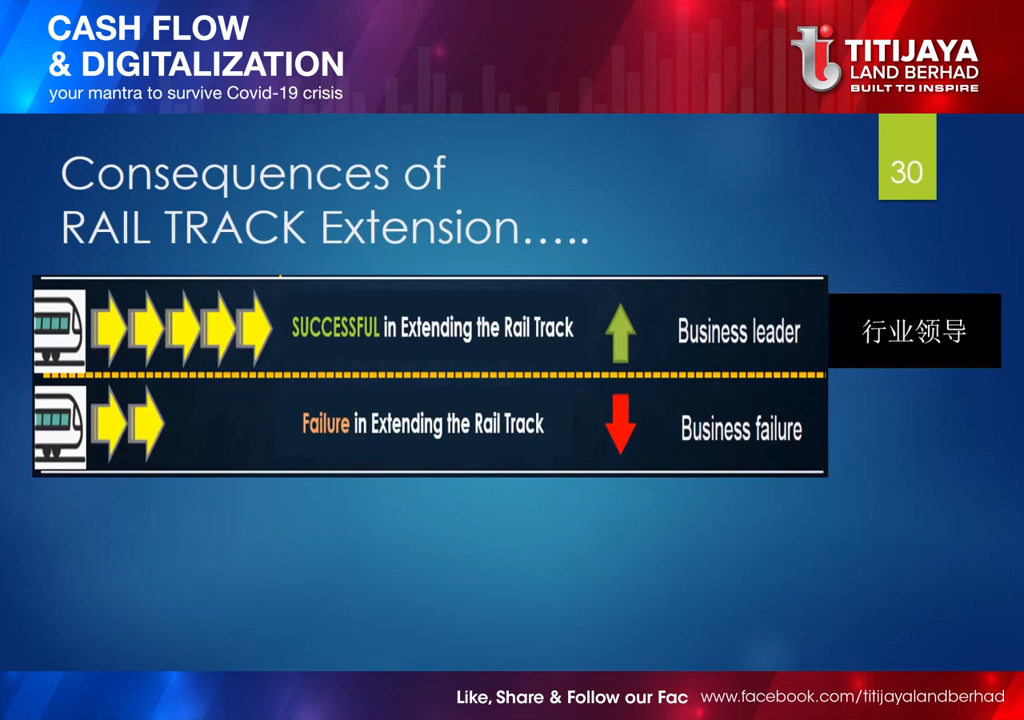 CASH FLOW
& DIGITALIZATION
your mantra to survive Covid-19 crisis
TITIJAYA
LAND BERHAD
BUILT TO INSPIRE
30
Consequences of
RAIL TRACK Extension…..
SUCCESSFUL in Extending the Rail Track
Business leader
行业领导
Failure in Extending the Rail Track
Business failure
Like, Share & Follow our Fac www.facebook.com/titijayalandberhad